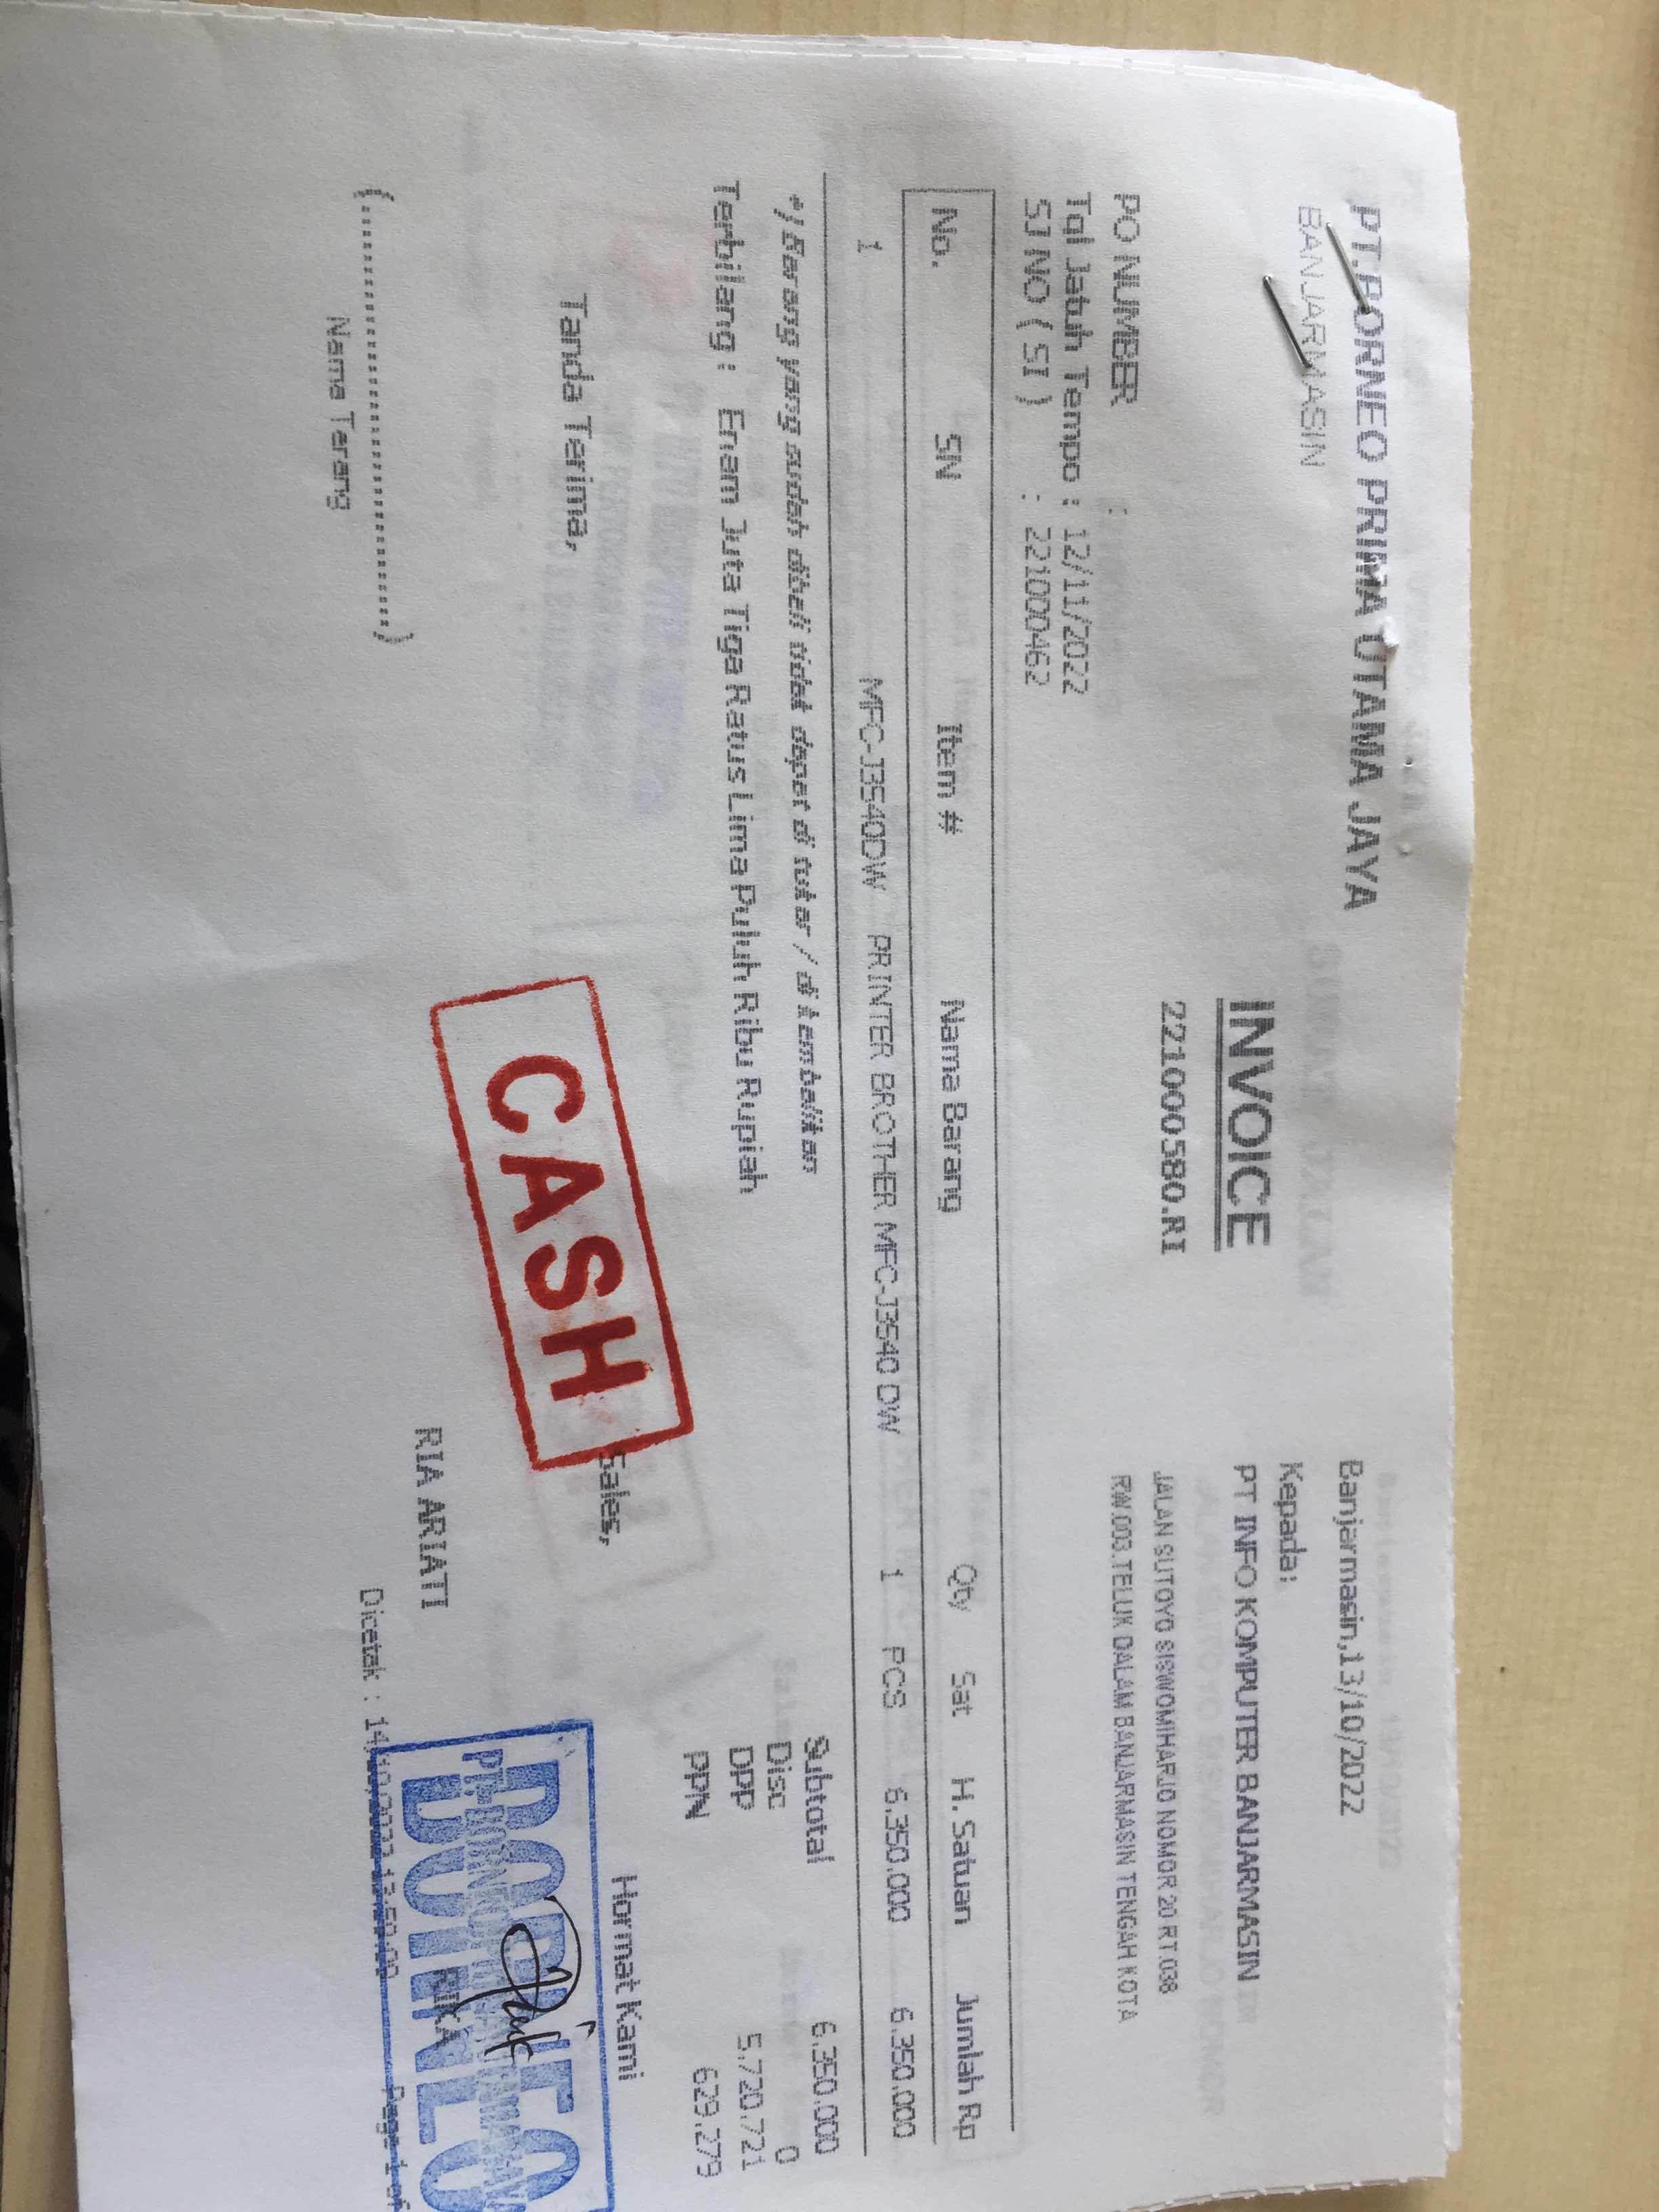 PT.BORNEO PRIMA UTAMA JAYA
BANJARMASIN
INVOICE
221000580.RI
Banjarmasin,13/10/2022
Kepada:
PT INFO KOMPUTER BANJARMASIN
JALAN SUTOYO SISWOMIHARJO NOMOR 20 RT.038
RW.003.TELUK DALAM BANJARMASIN TENGAH KOTA
PO NUMBER :
Tgl Jatuh Tempo : 12/11/2022
SJ NO ( SI ) : 22100462
No. SN Item # Nama Barang Qty Sat H. Satuan Jumlah Rp
1 MFC-J3540DW PRINTER BROTHER MFC-J3540 DW 1 PCS 6.350.000 6.350.000
*) Barang yang sudah dibeli tidak dapat di tukar / di kembalikan
Subtotal 6.350.000
Disc 0
Terbilang : Enam Juta Tiga Ratus Lima Puluh Ribu Rupiah
DPP 5.720.721
PPN 629.279
Tanda Terima,
Sales,
Hormat Kami
CASH
BORNEO
(.............................)
Nama Terang
RIA ARIATI
RIKA
Dicetak :